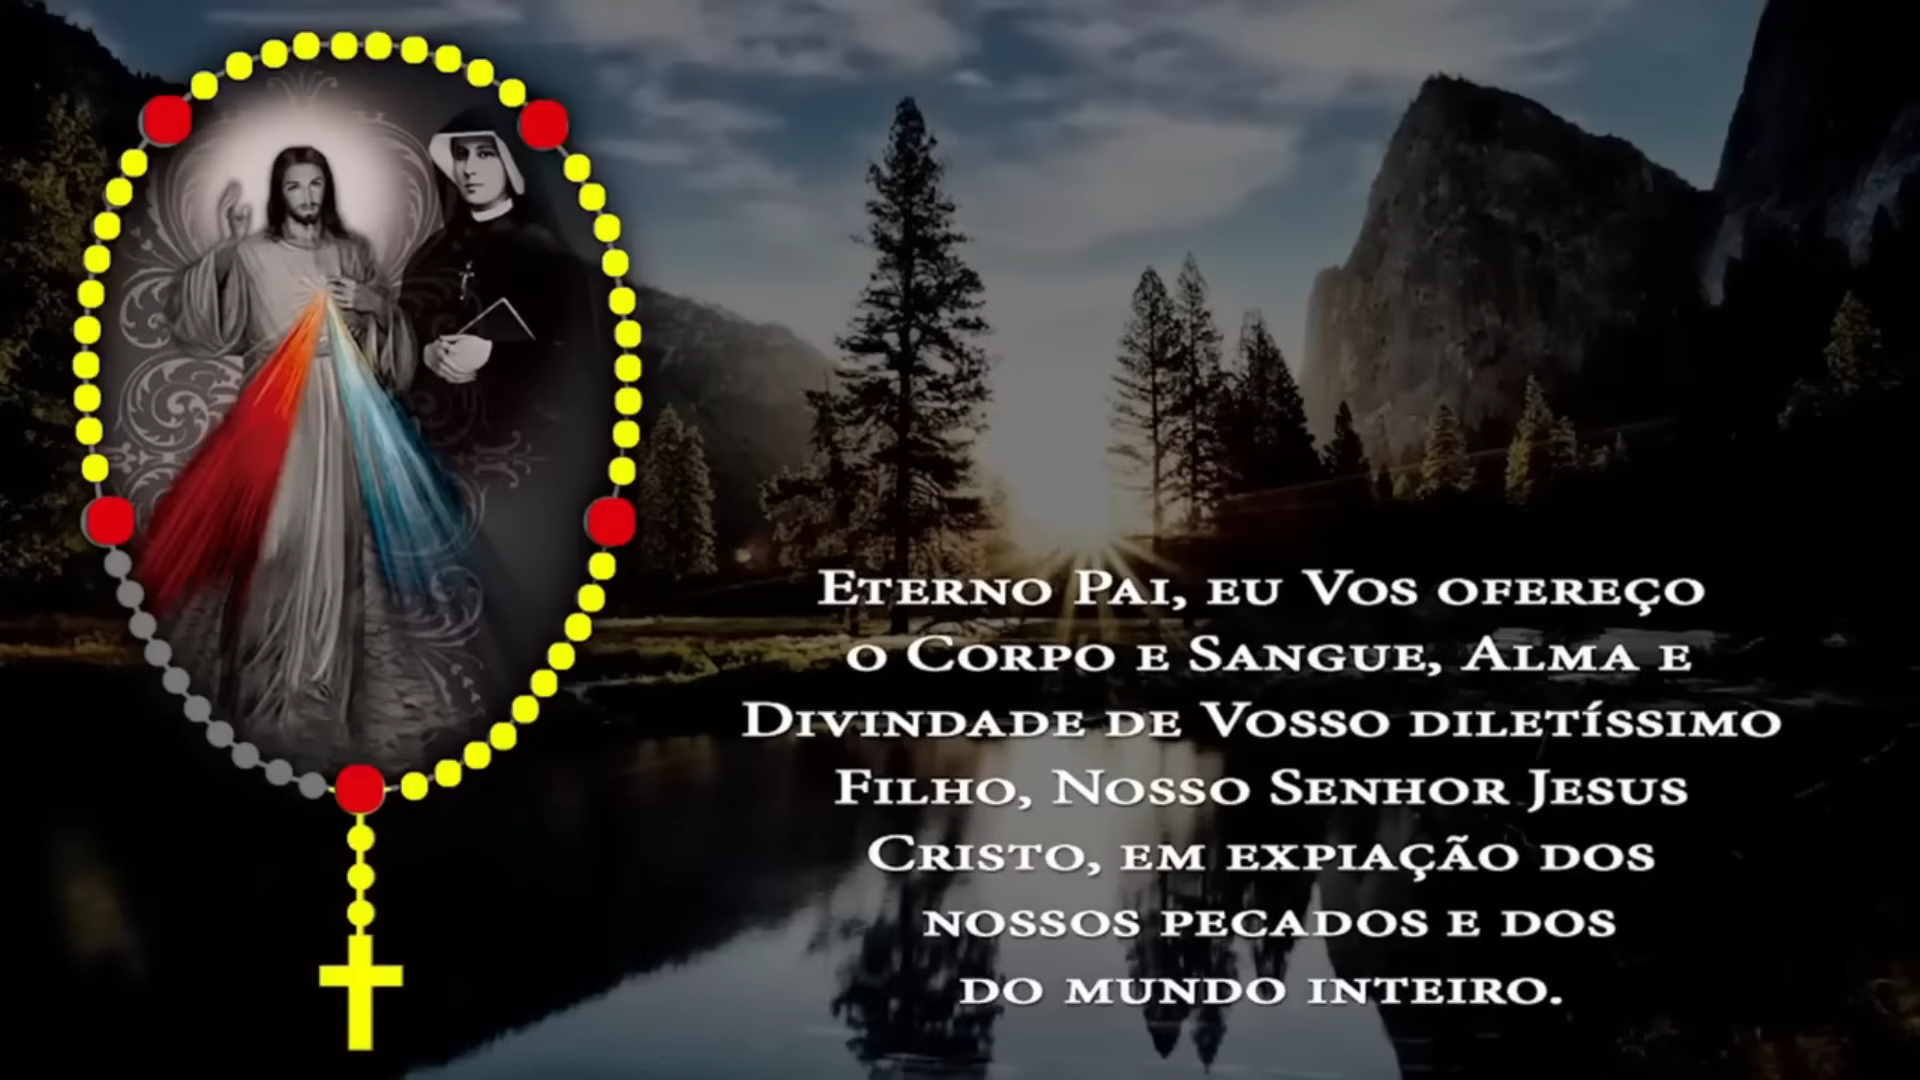 Eterno Pai, eu Vos ofereço
o Corpo e Sangue, Alma e
Divindade de Vosso diletíssimo
Filho, Nosso Senhor Jesus
Cristo, em expiação dos
nossos pecados e dos
do mundo inteiro.